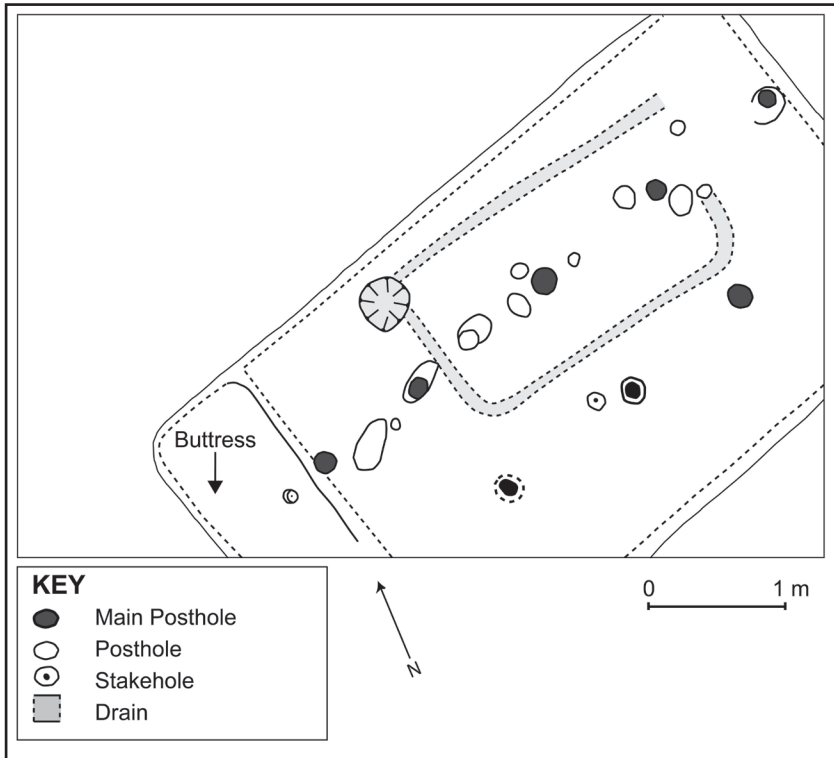 Buttress
KEY
Main Posthole
Posthole
Stakehole
Drain
N
0 1 m